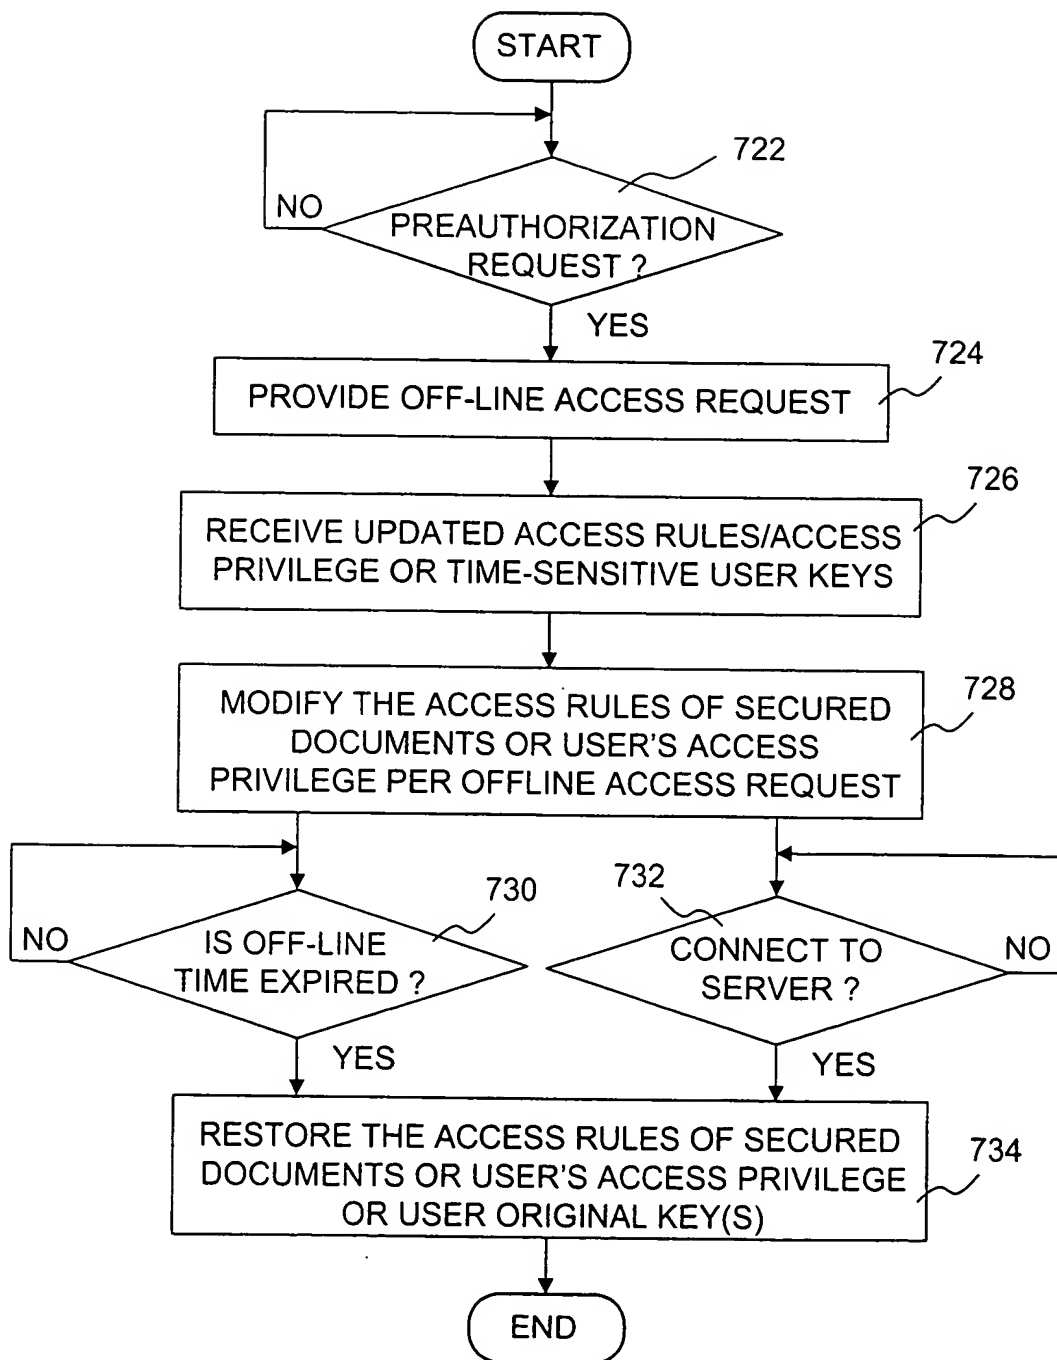 START
722
NO
PREAUTHORIZATION
REQUEST ?
YES
724
PROVIDE OFF-LINE ACCESS REQUEST
726
RECEIVE UPDATED ACCESS RULES/ACCESS
PRIVILEGE OR TIME-SENSITIVE USER KEYS
728
MODIFY THE ACCESS RULES OF SECURED
DOCUMENTS OR USER'S ACCESS
PRIVILEGE PER OFFLINE ACCESS REQUEST
730
NO
IS OFF-LINE
TIME EXPIRED ?
YES
732
CONNECT TO
SERVER ?
NO
YES
RESTORE THE ACCESS RULES OF SECURED
DOCUMENTS OR USER'S ACCESS PRIVILEGE
OR USER ORIGINAL KEY(S)
734
END